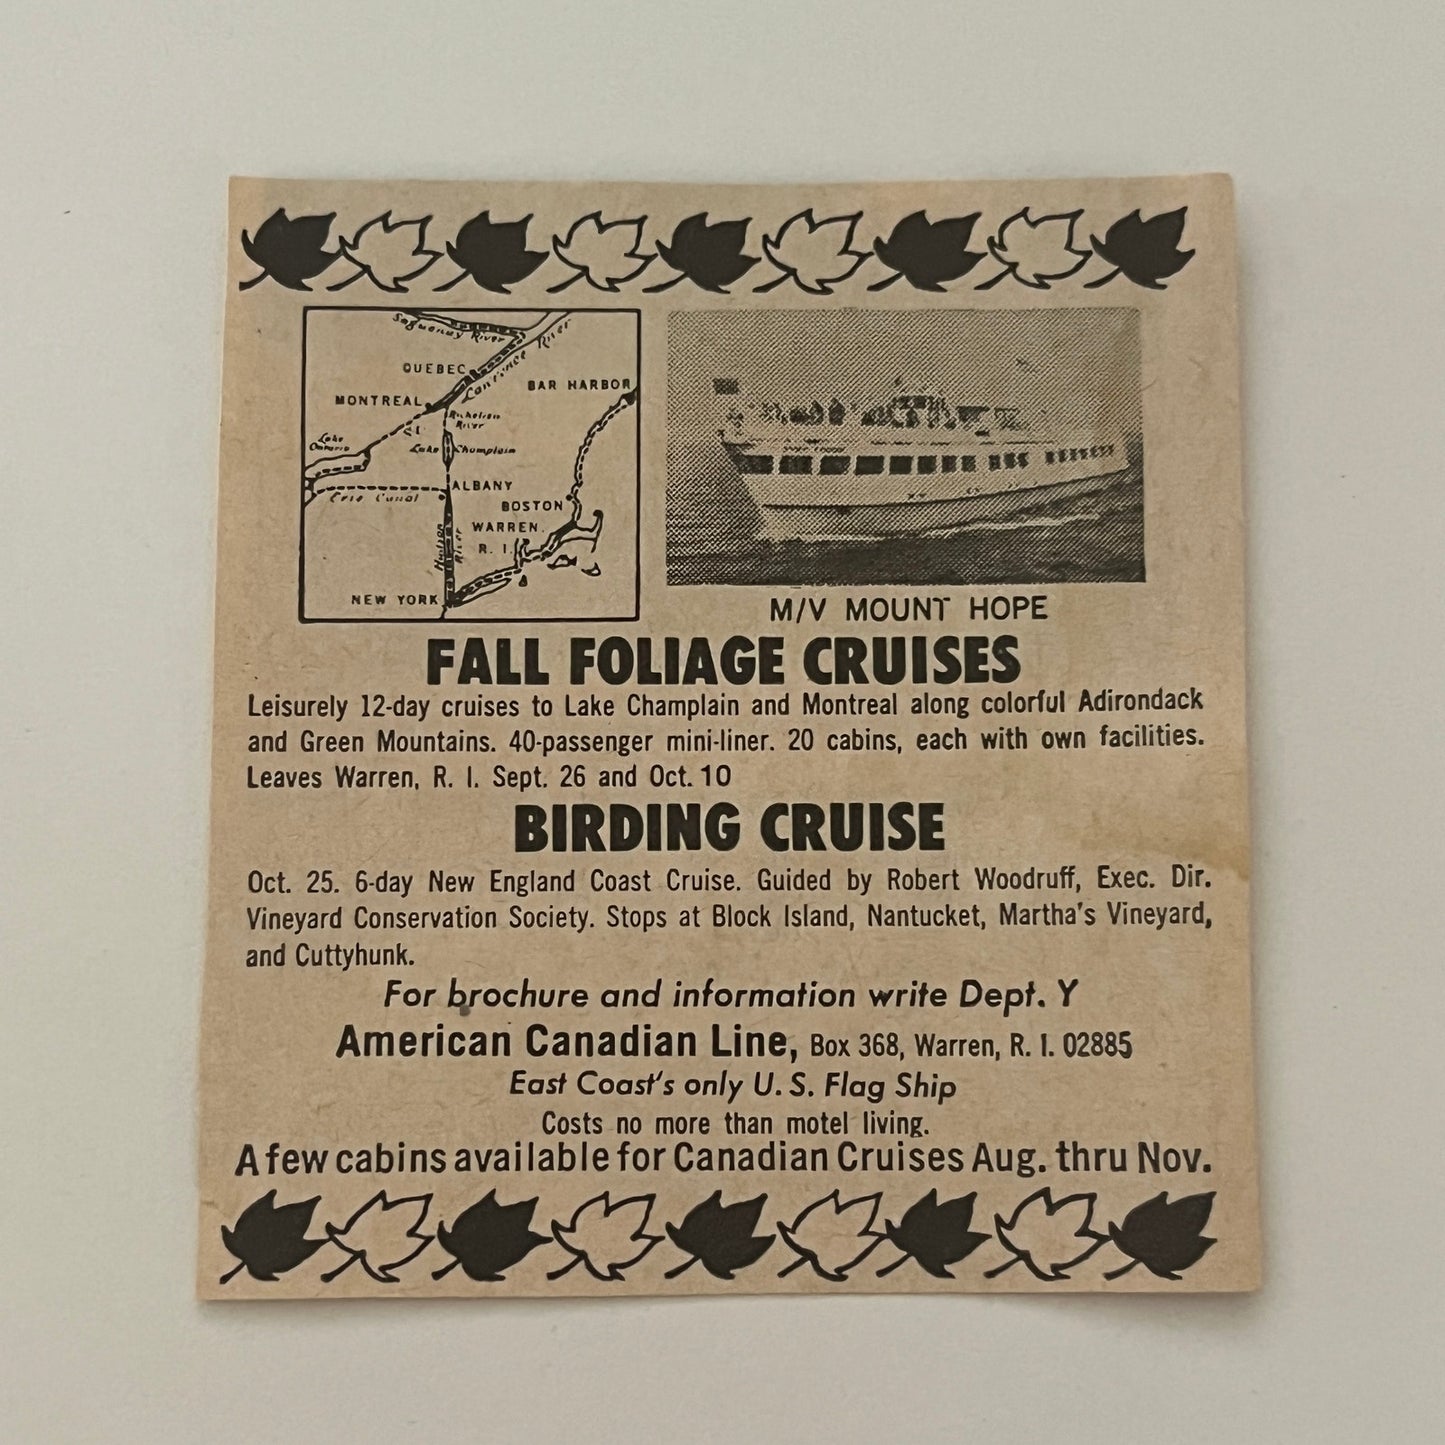 Saguenay River
QUEBEC
BAR HARBOR
MONTREAL
River
Lake Ontario
Lake Champlain
Erie Canal
ALBANY
BOSTON
WARREN
R. I.
Hudson River
NEW YORK
M/V MOUNT HOPE
FALL FOLIAGE CRUISES
Leisurely 12-day cruises to Lake Champlain and Montreal along colorful Adirondack
and Green Mountains. 40-passenger mini-liner. 20 cabins, each with own facilities.
Leaves Warren, R. I. Sept. 26 and Oct. 10
BIRDING CRUISE
Oct. 25. 6-day New England Coast Cruise. Guided by Robert Woodruff, Exec. Dir.
Vineyard Conservation Society. Stops at Block Island, Nantucket, Martha's Vineyard,
and Cuttyhunk.
For brochure and information write Dept. Y
American Canadian Line, Box 368, Warren, R. I. 02885
East Coast's only U. S. Flag Ship
Costs no more than motel living.
A few cabins available for Canadian Cruises Aug. thru Nov.